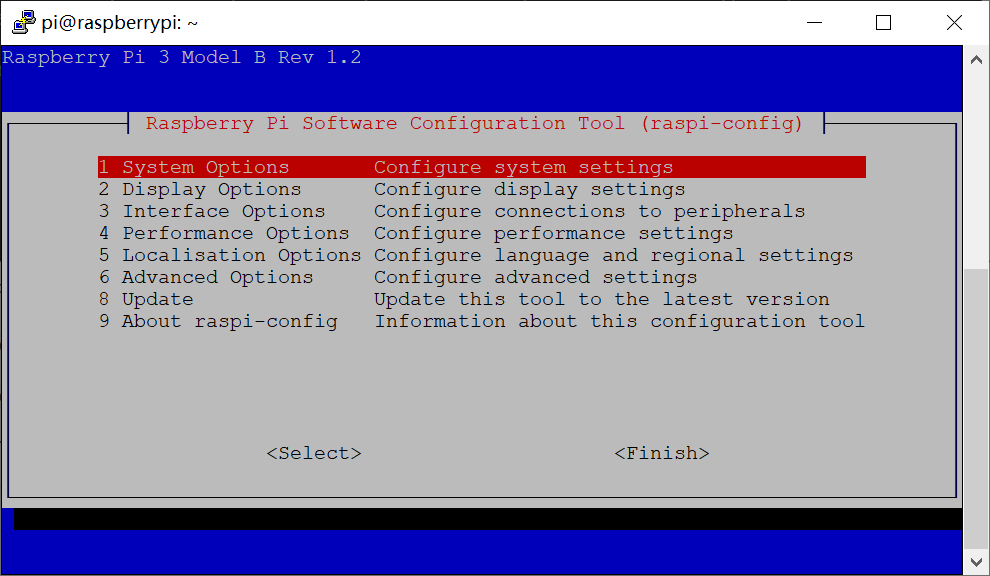 pi@raspberrypi: ~
Raspberry Pi 3 Model B Rev 1.2
Raspberry Pi Software Configuration Tool (raspi-config)
1 System Options       Configure system settings
2 Display Options      Configure display settings
3 Interface Options    Configure connections to peripherals
4 Performance Options  Configure performance settings
5 Localisation Options Configure language and regional settings
6 Advanced Options     Configure advanced settings
8 Update               Update this tool to the latest version
9 About raspi-config   Information about this configuration tool
<Select>                     <Finish>